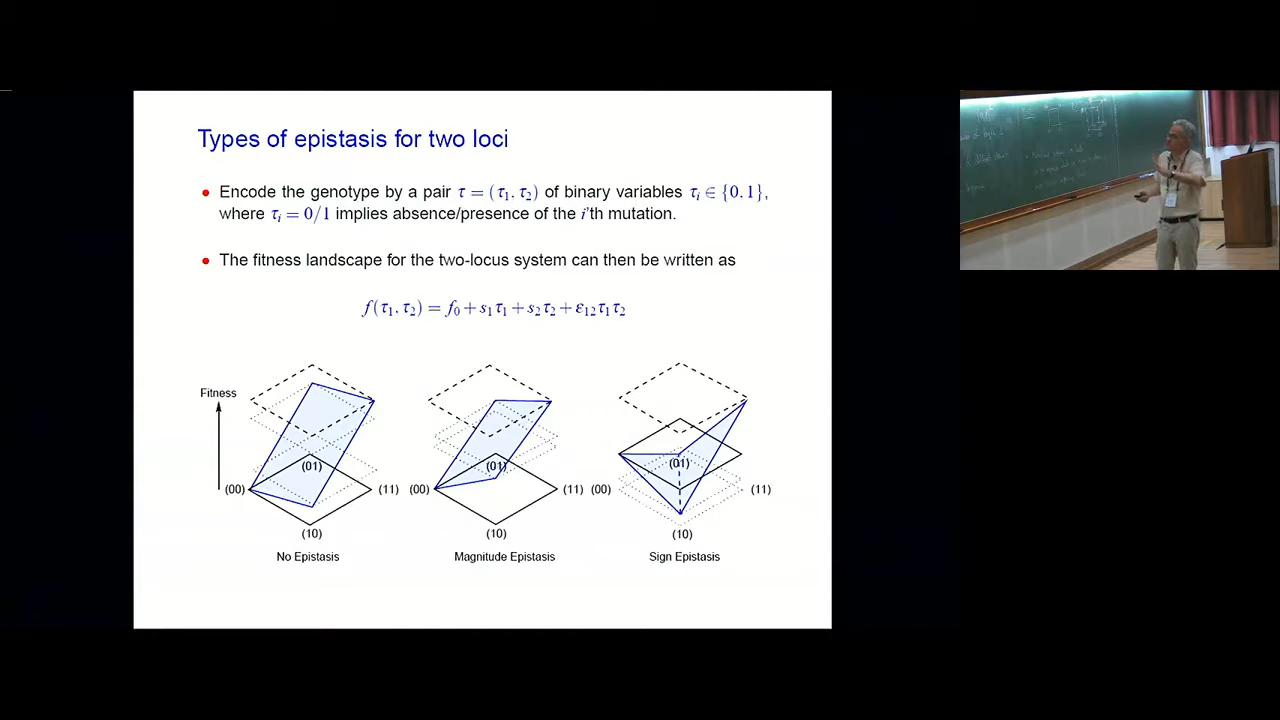 Types of epistasis for two loci
• Encode the genotype by a pair τ = (τ₁, τ₂) of binary variables τᵢ ∈ {0,1},
where τᵢ = 0/1 implies absence/presence of the i'th mutation.
• The fitness landscape for the two-locus system can then be written as
f(τ₁, τ₂) = f₀ + s₁τ₁ + s₂τ₂ + ε₁₂τ₁τ₂
Fitness
(01) (01) (01)
(00) (11) (00) (11) (00) (11)
(10) (10) (10)
No Epistasis Magnitude Epistasis Sign Epistasis